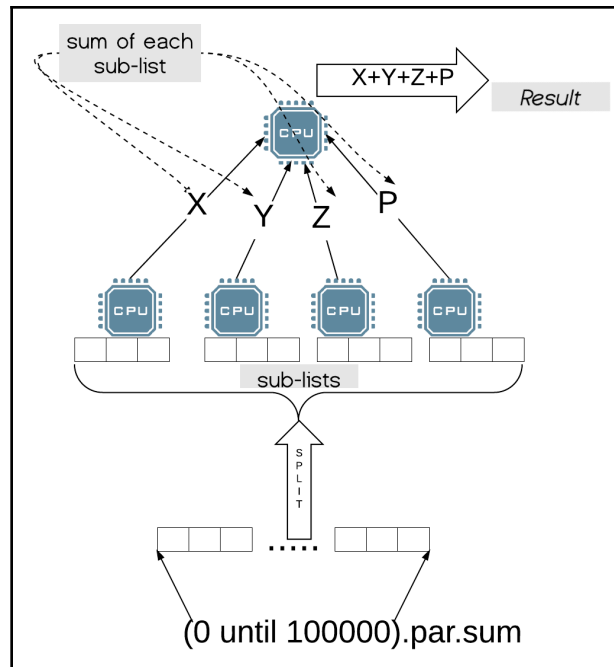 sum of each
sub-list
X+Y+Z+P
Result
CPU
X
Y
Z
P
CPU
CPU
CPU
CPU
sub-lists
SPLIT
......
(0 until 100000).par.sum